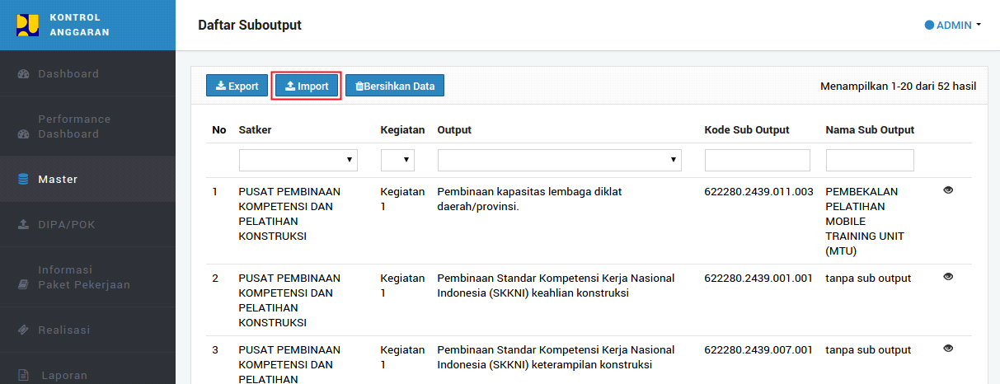 KONTROL
ANGGARAN
Daftar Suboutput
ADMIN
Dashboard
Performance
Dashboard
Master
DIPA/POK
Informasi
Paket Pekerjaan
Realisasi
Laporan
Export Import Bersihkan Data Menampilkan 1-20 dari 52 hasil
No Satker Kegiatan Output Kode Sub Output Nama Sub Output
1 PUSAT PEMBINAAN Kegiatan Pembinaan kapasitas lembaga diklat 622280.2439.011.003 PEMBEKALAN
KOMPETENSI DAN 1 daerah/provinsi. PELATIHAN
PELATIHAN MOBILE
KONSTRUKSI TRAINING UNIT
(MTU)
2 PUSAT PEMBINAAN Kegiatan Pembinaan Standar Kompetensi Kerja Nasional 622280.2439.001.001 tanpa sub output
KOMPETENSI DAN 1 Indonesia (SKKNI) keahlian konstruksi
PELATIHAN
KONSTRUKSI
3 PUSAT PEMBINAAN Kegiatan Pembinaan Standar Kompetensi Kerja Nasional 622280.2439.007.001 tanpa sub output
KOMPETENSI DAN 1 Indonesia (SKKNI) keterampilan konstruksi
PELATIHAN